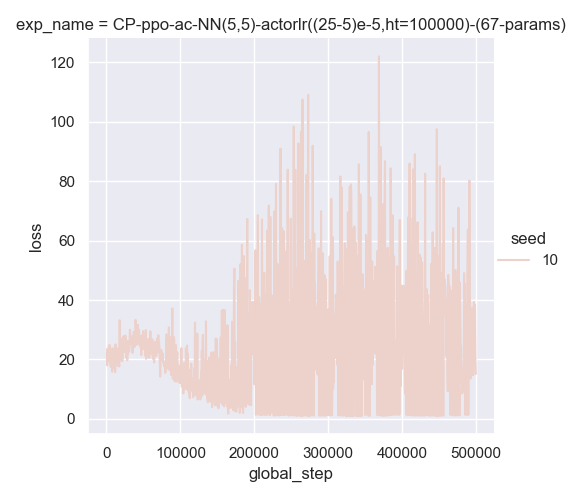 exp_name = CP-ppo-ac-NN(5,5)-actorlr((25-5)e-5,ht=100000)-(67-params)
120
100
80
60
40
20
0
loss
0 100000 200000 300000 400000 500000
global_step
seed
10